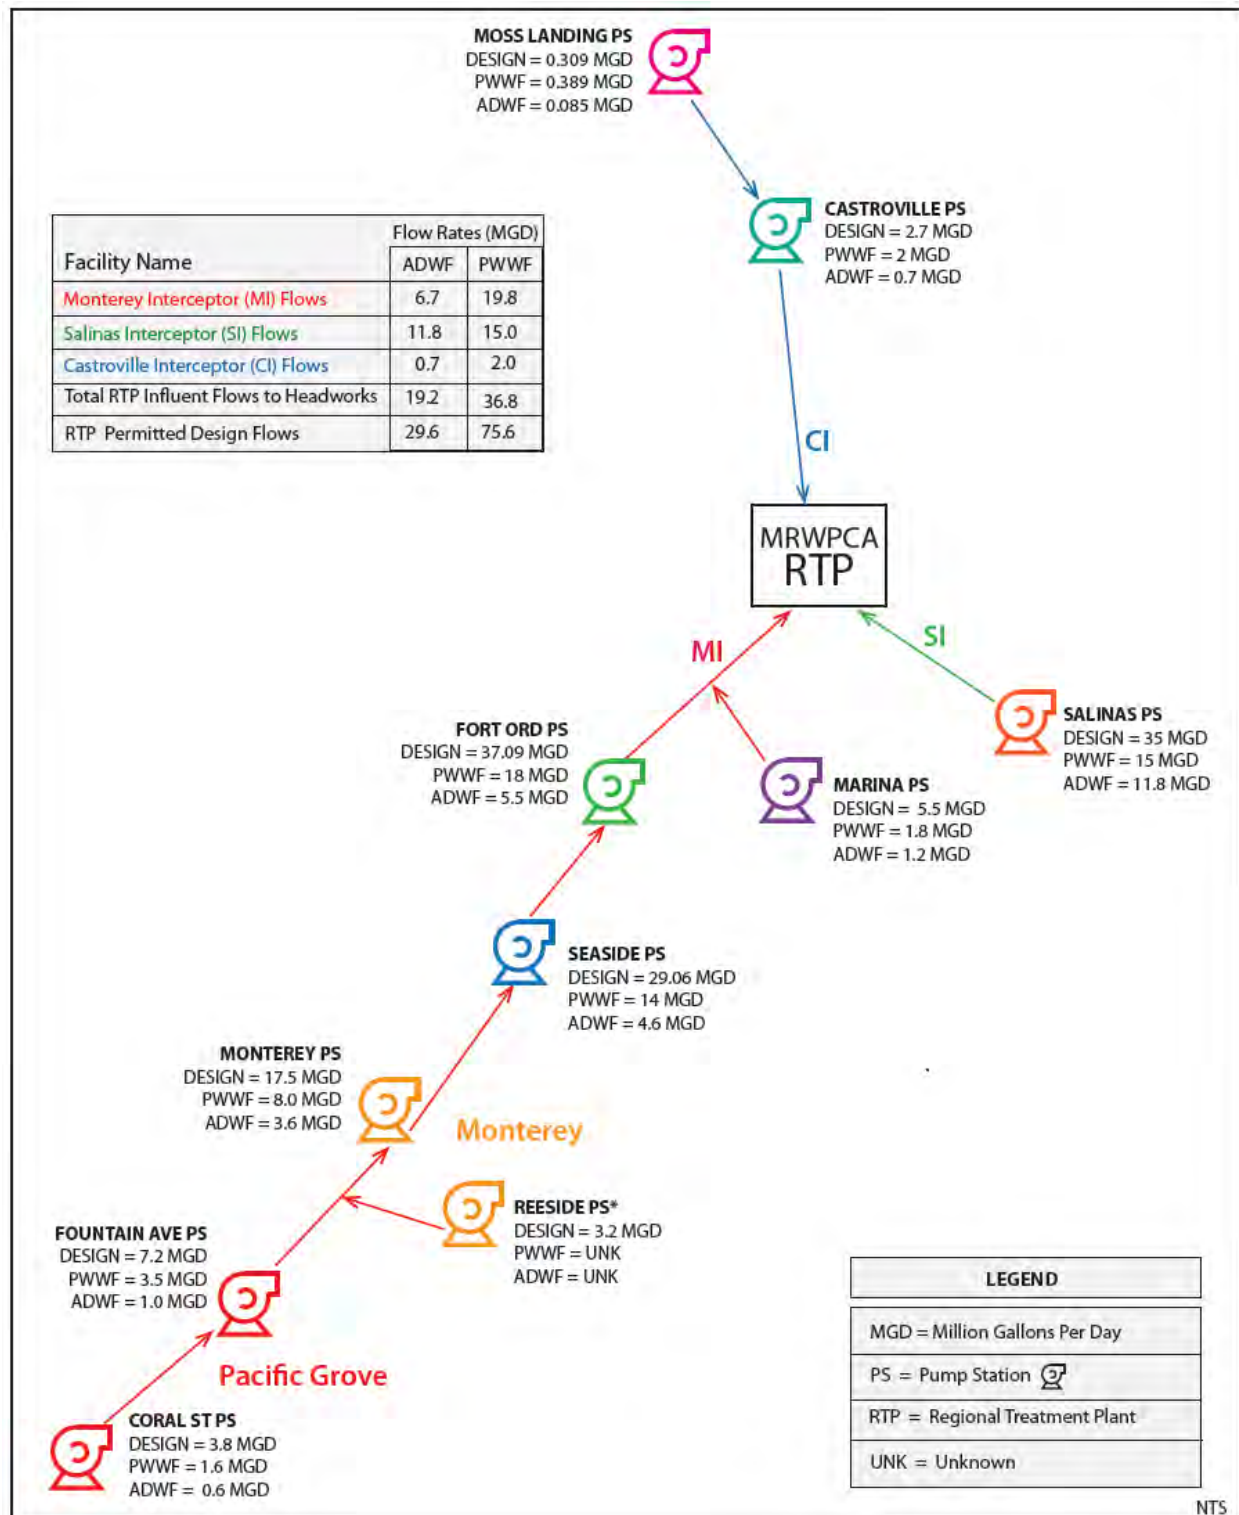 MOSS LANDING PS
DESIGN = 0.309 MGD
PWWF = 0.389 MGD
ADWF = 0.085 MGD
CASTROVILLE PS
DESIGN = 2.7 MGD
PWWF = 2 MGD
ADWF = 0.7 MGD
Flow Rates (MGD)
Facility Name ADWF PWWF
Monterey Interceptor (MI) Flows 6.7 19.8
Salinas Interceptor (SI) Flows 11.8 15.0
Castroville Interceptor (CI) Flows 0.7 2.0
Total RTP Influent Flows to Headworks 19.2 36.8
RTP Permitted Design Flows 29.6 75.6
CI
MRWPCA
RTP
MI
SI
FORT ORD PS
DESIGN = 37.09 MGD
PWWF = 18 MGD
ADWF = 5.5 MGD
SALINAS PS
DESIGN = 35 MGD
PWWF = 15 MGD
ADWF = 11.8 MGD
MARINA PS
DESIGN = 5.5 MGD
PWWF = 1.8 MGD
ADWF = 1.2 MGD
SEASIDE PS
DESIGN = 29.06 MGD
PWWF = 14 MGD
ADWF = 4.6 MGD
MONTEREY PS
DESIGN = 17.5 MGD
PWWF = 8.0 MGD
ADWF = 3.6 MGD
Monterey
REESIDE PS*
DESIGN = 3.2 MGD
PWWF = UNK
ADWF = UNK
FOUNTAIN AVE PS
DESIGN = 7.2 MGD
PWWF = 3.5 MGD
ADWF = 1.0 MGD
Pacific Grove
CORAL ST PS
DESIGN = 3.8 MGD
PWWF = 1.6 MGD
ADWF = 0.6 MGD
LEGEND
MGD = Million Gallons Per Day
PS = Pump Station
RTP = Regional Treatment Plant
UNK = Unknown
NTS